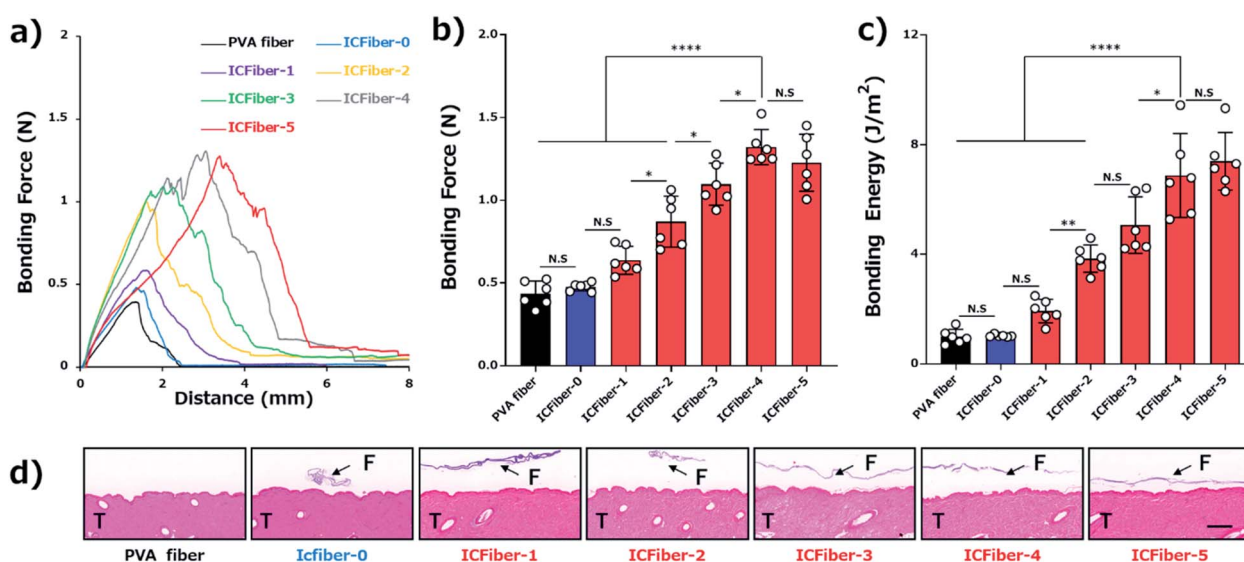 a)
2
1.5
1
0.5
0
0
2
4
6
8
Bonding Force (N)
Distance (mm)
PVA fiber
ICFiber-0
ICFiber-1
ICFiber-2
ICFiber-3
ICFiber-4
ICFiber-5
b)
2.0
1.5
1.0
0.5
0.0
Bonding Force (N)
****
*
N.S
*
*
N.S
N.S
PVA fiber
ICFiber-0
ICFiber-1
ICFiber-2
ICFiber-3
ICFiber-4
ICFiber-5
c)
12
8
4
0
Bonding Energy (J/m²)
****
*
N.S
N.S
**
N.S
N.S
PVA fiber
ICFiber-0
ICFiber-1
ICFiber-2
ICFiber-3
ICFiber-4
ICFiber-5
d)
T
F
T
F
T
F
T
F
T
F
T
F
T
PVA fiber
Icfiber-0
ICFiber-1
ICFiber-2
ICFiber-3
ICFiber-4
ICFiber-5